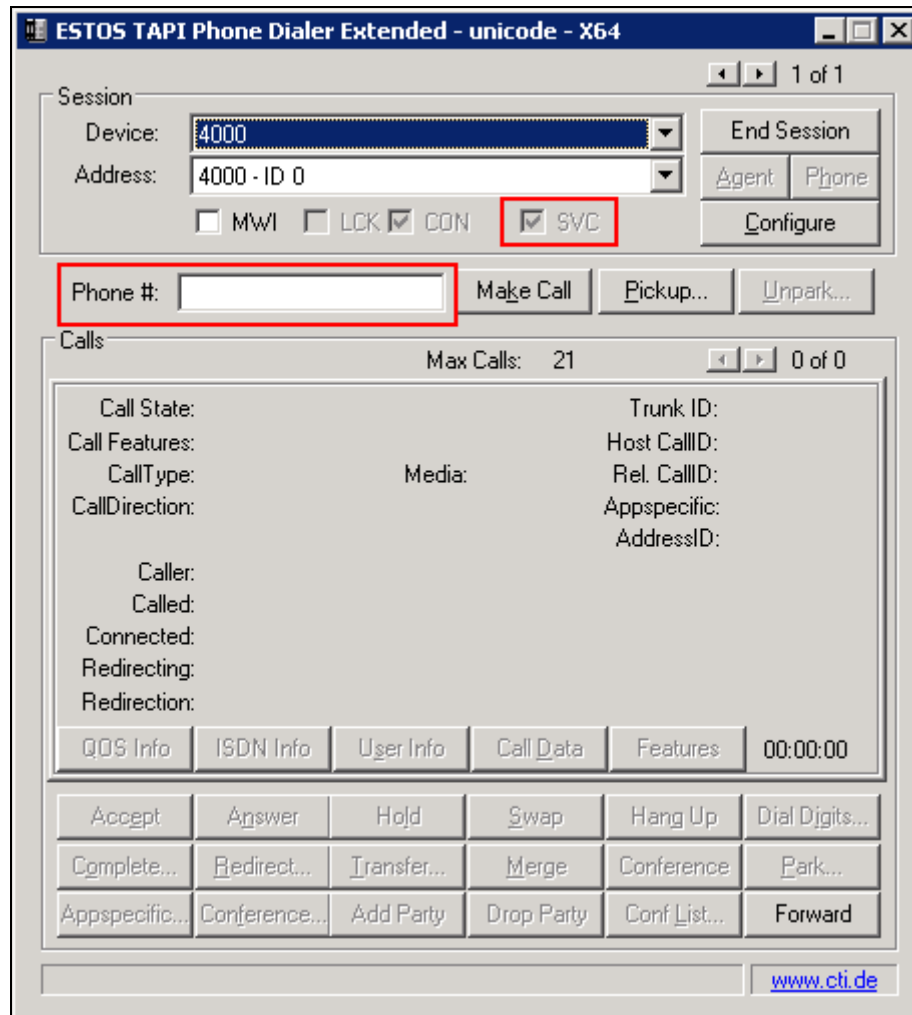 ESTOS TAPI Phone Dialer Extended - unicode - X64
1 of 1
Session
Device: 4000 End Session
Address: 4000 - ID 0 Agent Phone
MWI LCK CON SVC Configure
Phone #: Make Call Pickup... Unpark...
Calls
Max Calls: 21 0 of 0
Call State: Trunk ID:
Call Features: Host CallID:
CallType: Media: Rel. CallID:
CallDirection: Appspecific:
AddressID:
Caller:
Called:
Connected:
Redirecting:
Redirection:
QOS Info ISDN Info User Info Call Data Features 00:00:00
Accept Answer Hold Swap Hang Up Dial Digits...
Complete... Redirect... Transfer... Merge Conference Park...
Appspecific... Conference... Add Party Drop Party Conf List... Forward
www.cti.de